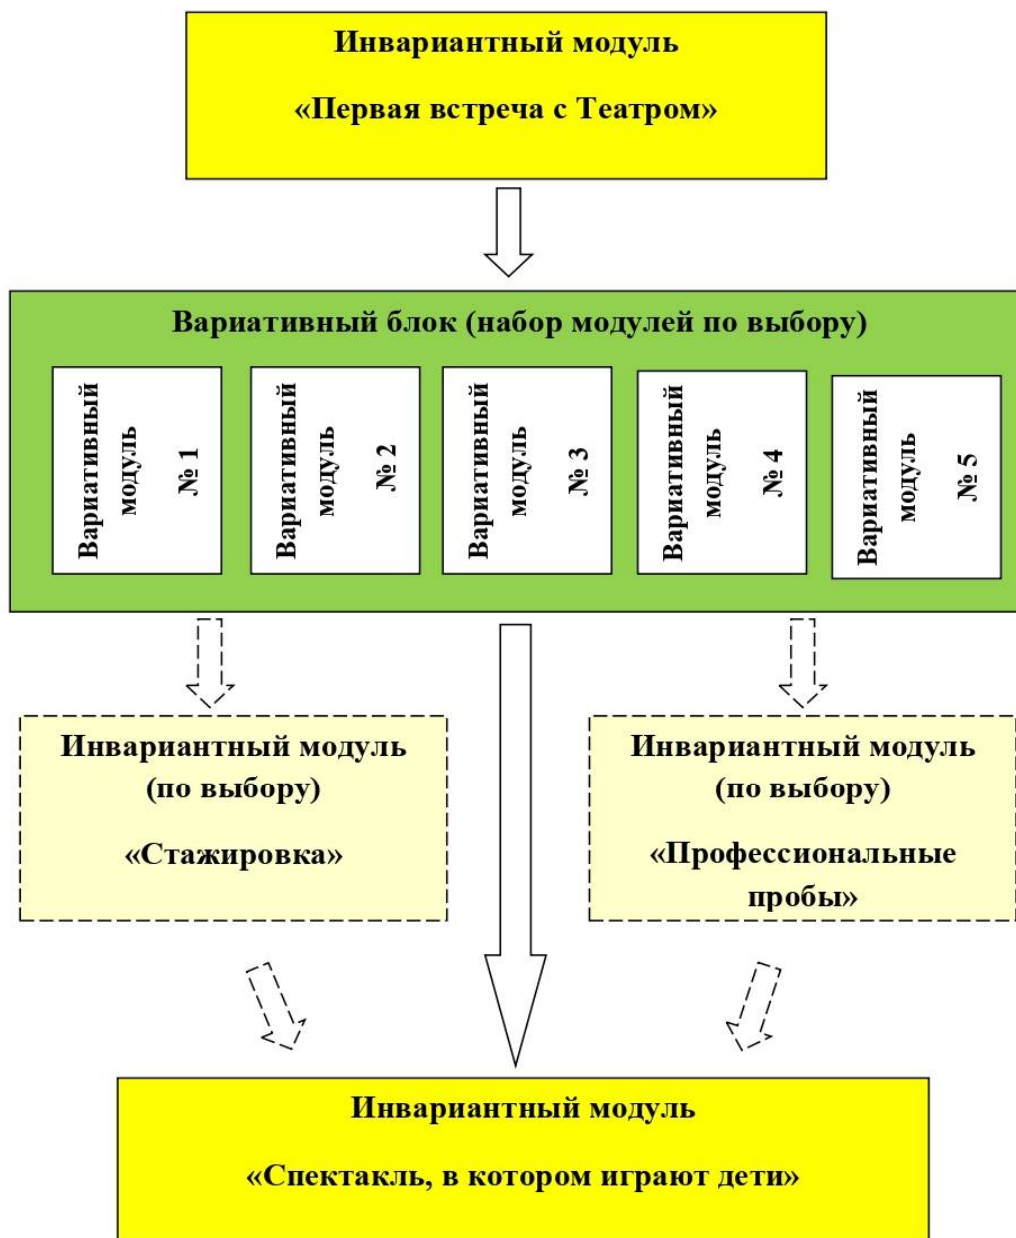 Инвариантный модуль
«Первая встреча с Театром»
Вариативный блок (набор модулей по выбору)
Вариативный
модуль
№ 1
Вариативный
модуль
№ 2
Вариативный
модуль
№ 3
Вариативный
модуль
№ 4
Вариативный
модуль
№ 5
Инвариантный модуль
(по выбору)
«Стажировка»
Инвариантный модуль
(по выбору)
«Профессиональные
пробы»
Инвариантный модуль
«Спектакль, в котором играют дети»